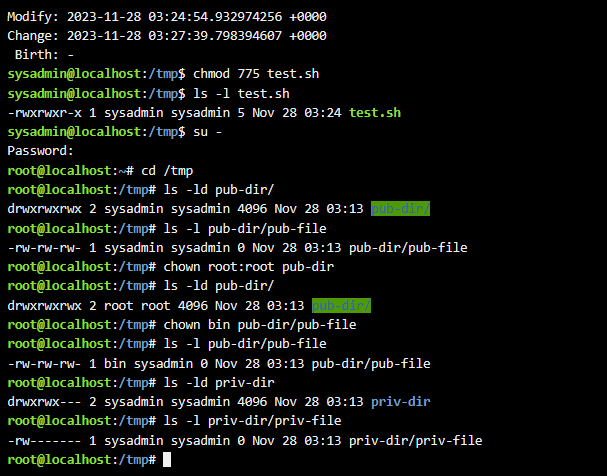 Modify: 2023-11-28 03:24:54.932974256 +0000
Change: 2023-11-28 03:27:39.798394607 +0000
 Birth: -
sysadmin@localhost:/tmp$ chmod 775 test.sh
sysadmin@localhost:/tmp$ ls -l test.sh
-rwxrwxr-x 1 sysadmin sysadmin 5 Nov 28 03:24 test.sh
sysadmin@localhost:/tmp$ su -
Password:
root@localhost:~# cd /tmp
root@localhost:/tmp# ls -ld pub-dir/
drwxrwxrwx 2 sysadmin sysadmin 4096 Nov 28 03:13 pub-dir/
root@localhost:/tmp# ls -l pub-dir/pub-file
-rw-rw-rw- 1 sysadmin sysadmin 0 Nov 28 03:13 pub-dir/pub-file
root@localhost:/tmp# chown root:root pub-dir
root@localhost:/tmp# ls -ld pub-dir/
drwxrwxrwx 2 root root 4096 Nov 28 03:13 pub-dir/
root@localhost:/tmp# chown bin pub-dir/pub-file
root@localhost:/tmp# ls -l pub-dir/pub-file
-rw-rw-rw- 1 bin sysadmin 0 Nov 28 03:13 pub-dir/pub-file
root@localhost:/tmp# ls -ld priv-dir
drwxrwx--- 2 sysadmin sysadmin 4096 Nov 28 03:13 priv-dir
root@localhost:/tmp# ls -l priv-dir/priv-file
-rw------- 1 sysadmin sysadmin 0 Nov 28 03:13 priv-dir/priv-file
root@localhost:/tmp#